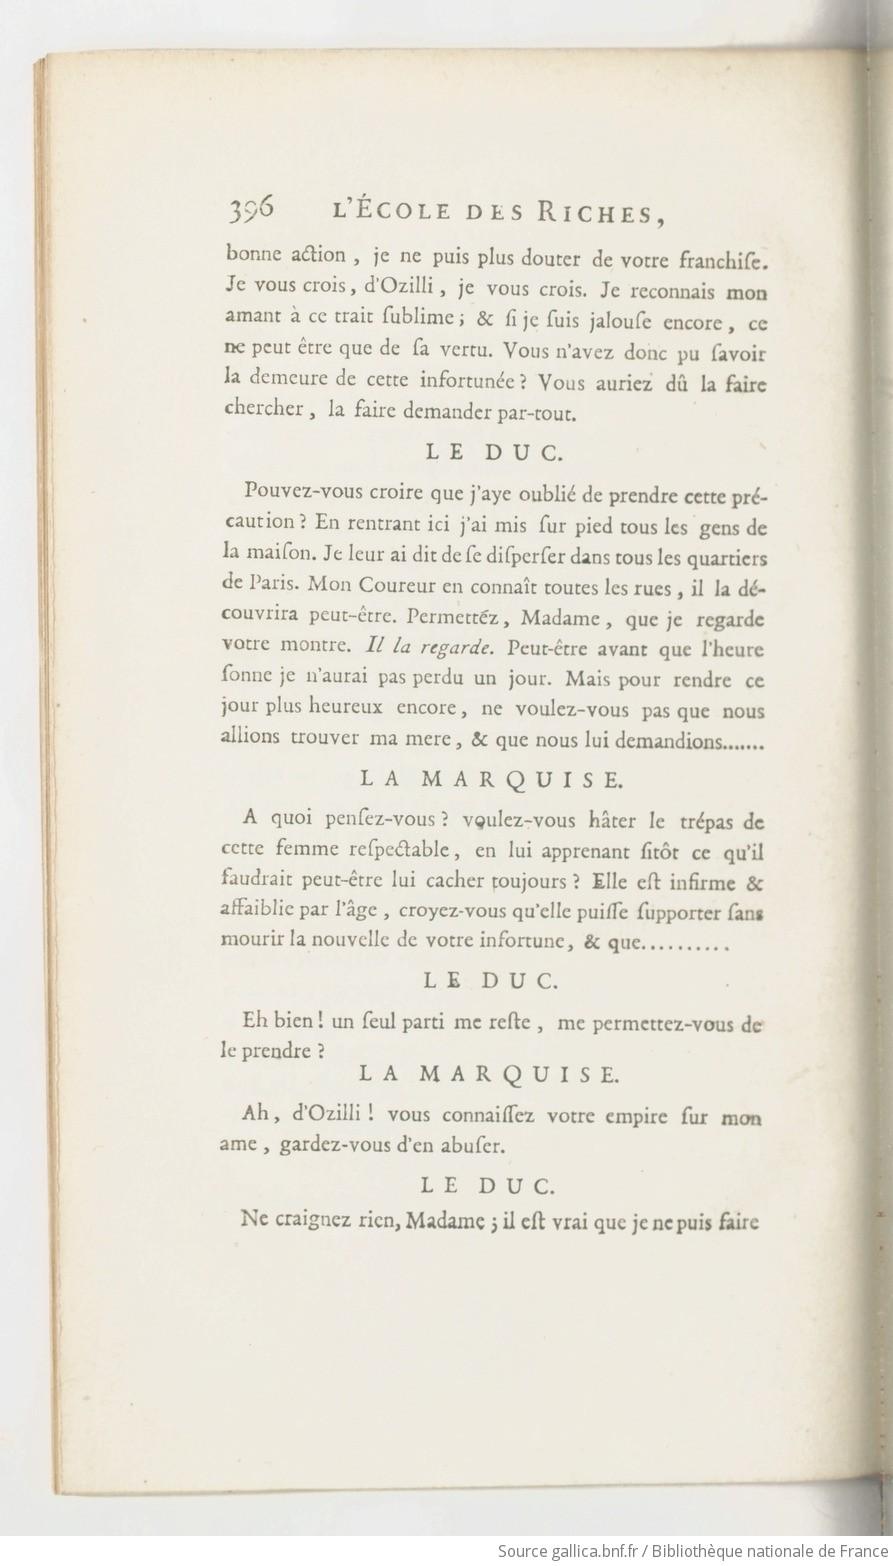 396 L'ÉCOLE DES RICHES,
bonne action, je ne puis plus douter de votre franchiſe.
Je vous crois, d'Ozilli, je vous crois. Je reconnais mon
amant à ce trait ſublime; & ſi je ſuis jalouſe encore, ce
ne peut être que de ſa vertu. Vous n'avez donc pu ſavoir
la demeure de cette infortunée? Vous auriez dû la faire
chercher, la faire demander par-tout.
LE DUC.
Pouvez-vous croire que j'aye oublié de prendre cette pré-
caution? En rentrant ici j'ai mis ſur pied tous les gens de
la maiſon. Je leur ai dit de ſe diſperſer dans tous les quartiers
de Paris. Mon Coureur en connaît toutes les rues, il la dé-
couvrira peut-être. Permettéz, Madame, que je regarde
votre montre. Il la regarde. Peut-être avant que l'heure
ſonne je n'aurai pas perdu un jour. Mais pour rendre ce
jour plus heureux encore, ne voulez-vous pas que nous
allions trouver ma mere, & que nous lui demandions.......
LA MARQUISE.
A quoi penſez-vous? voulez-vous hâter le trépas de
cette femme reſpectable, en lui apprenant ſitôt ce qu'il
faudrait peut-être lui cacher toujours? Elle eſt infirme &
affaiblie par l'âge, croyez-vous qu'elle puiſſe ſupporter ſans
mourir la nouvelle de votre infortune, & que..........
LE DUC.
Eh bien! un ſeul parti me reſte, me permettez-vous de
le prendre?
LA MARQUISE.
Ah, d'Ozilli! vous connaiſſez votre empire ſur mon
ame, gardez-vous d'en abuſer.
LE DUC.
Ne craignez rien, Madame; il eſt vrai que je ne puis faire
Source gallica.bnf.fr / Bibliothèque nationale de France